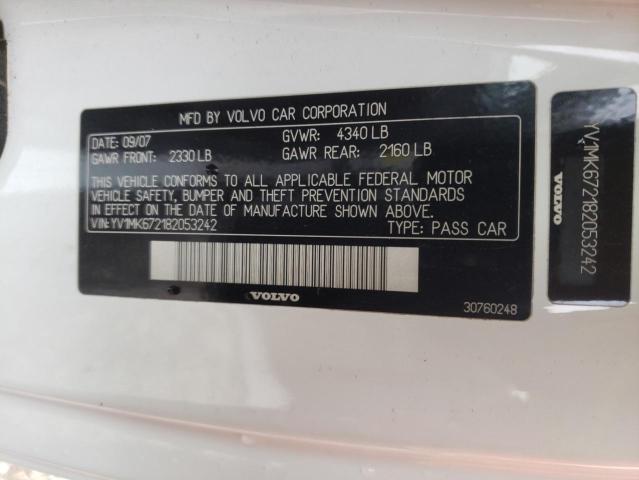 MFD BY VOLVO CAR CORPORATION
DATE: 09/07 GVWR: 4340 LB
GAWR FRONT: 2330 LB GAWR REAR: 2160 LB
THIS VEHICLE CONFORMS TO ALL APPLICABLE FEDERAL MOTOR
VEHICLE SAFETY, BUMPER AND THEFT PREVENTION STANDARDS
IN EFFECT ON THE DATE OF MANUFACTURE SHOWN ABOVE.
VIN: YV1MK672182053242 TYPE: PASS CAR
VOLVO
30760248
YV1MK672182053242
VOLVO